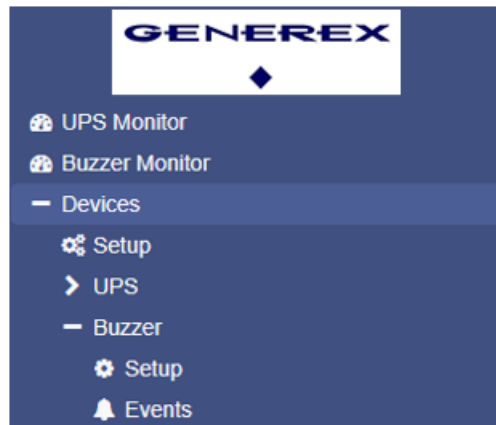 GENEREX
UPS Monitor
Buzzer Monitor
Devices
Setup
UPS
Buzzer
Setup
Events